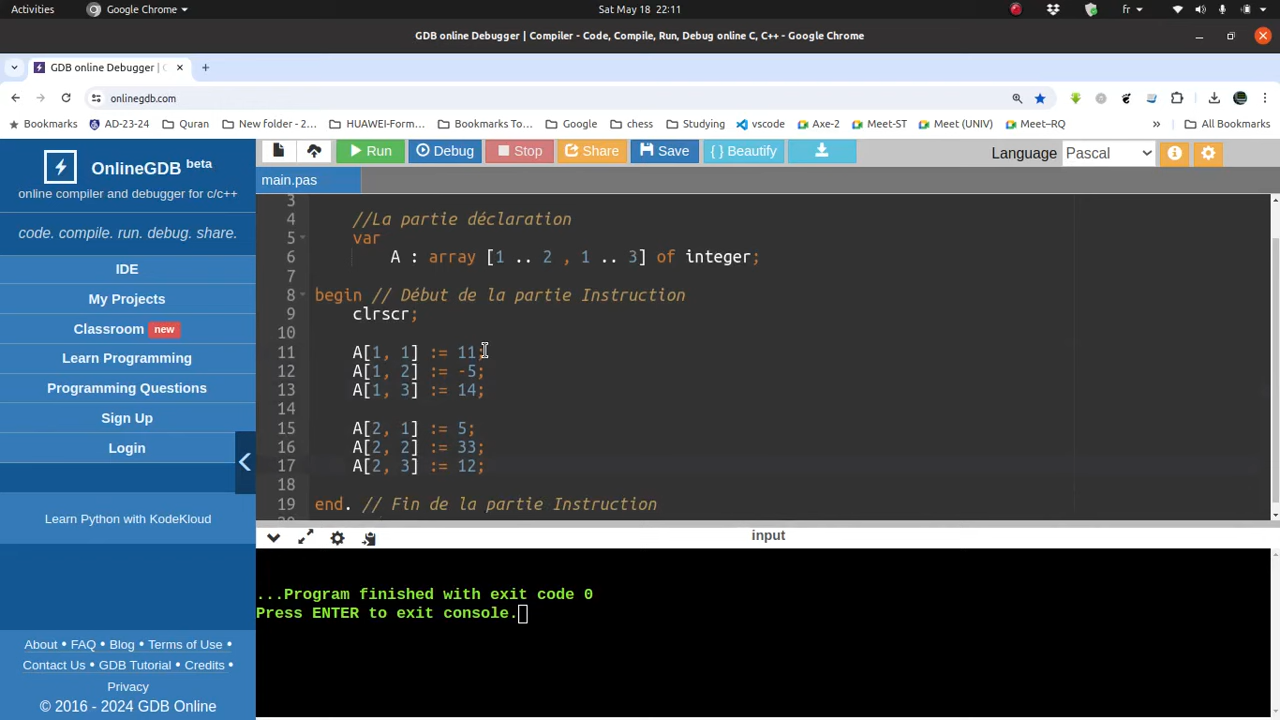 Activities Google Chrome Sat May 18 22:11 fr
GDB online Debugger | Compiler - Code, Compile, Run, Debug online C, C++ - Google Chrome
GDB online Debugger |
onlinegdb.com
Bookmarks AD-23-24 Quran New folder - 2... HUAWEI-Form... Bookmarks To... Google chess Studying vscode Axe-2 Meet-ST Meet (UNIV) Meet–RQ » All Bookmarks
OnlineGDB beta
online compiler and debugger for c/c++
code. compile. run. debug. share.
IDE
My Projects
Classroom new
Learn Programming
Programming Questions
Sign Up
Login
Learn Python with KodeKloud
About • FAQ • Blog • Terms of Use •
Contact Us • GDB Tutorial • Credits •
Privacy
© 2016 - 2024 GDB Online
Run Debug Stop Share Save { } Beautify Language Pascal
main.pas
3
4 //La partie déclaration
5 var
6 A : array [1 .. 2 , 1 .. 3] of integer;
7
8 begin // Début de la partie Instruction
9 clrscr;
10
11 A[1, 1] := 11;
12 A[1, 2] := -5;
13 A[1, 3] := 14;
14
15 A[2, 1] := 5;
16 A[2, 2] := 33;
17 A[2, 3] := 12;
18
19 end. // Fin de la partie Instruction
input
...Program finished with exit code 0
Press ENTER to exit console.